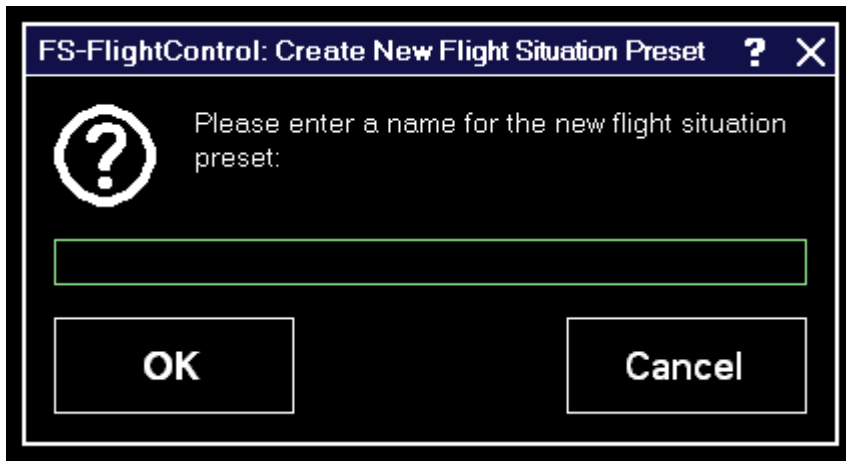 FS-FlightControl: Create New Flight Situation Preset ? X
Please enter a name for the new flight situation
preset:
OK
Cancel